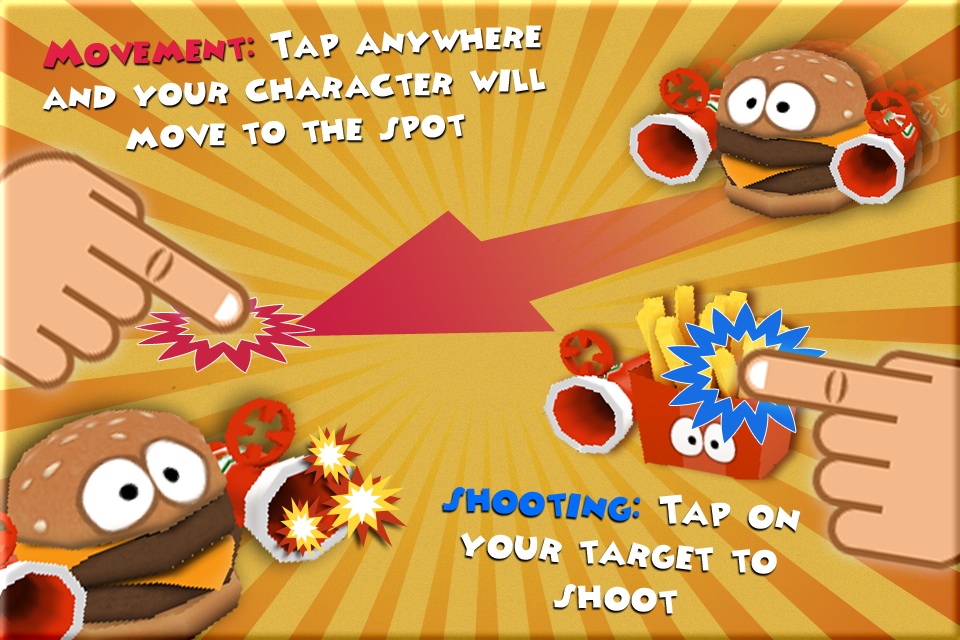 Movement: Tap anywhere
and your character will
move to the spot
Shooting: Tap on
your target to
shoot